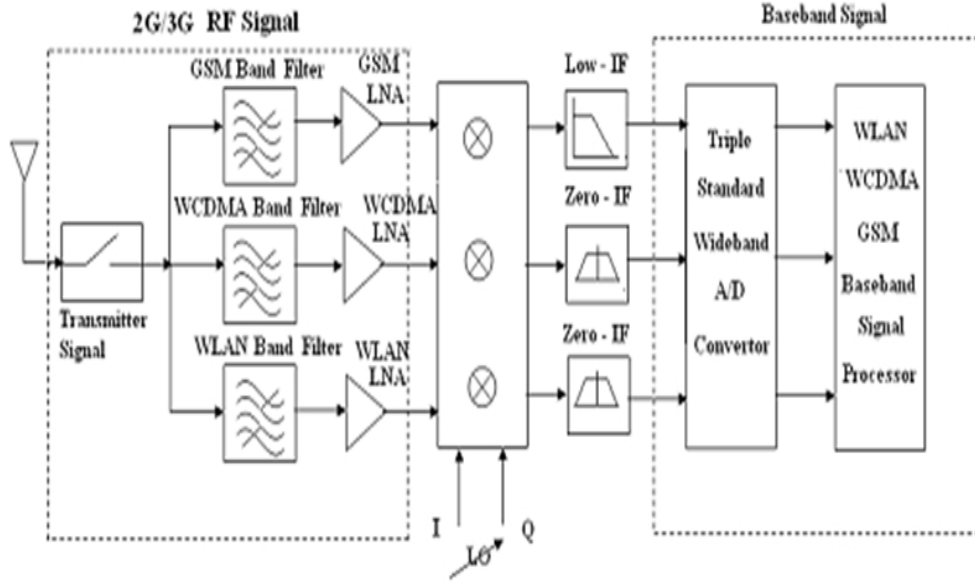 2G/3G RF Signal
Baseband Signal
GSM Band Filter
GSM
LNA
Low - IF
WCDMA Band Filter
WCDMA
LNA
Zero - IF
Transmitter
Signal
WLAN Band Filter
WLAN
LNA
Zero - IF
Triple
Standard
Wideband
A/D
Convertor
WLAN
WCDMA
GSM
Baseband
Signal
Processor
I
Q
LO